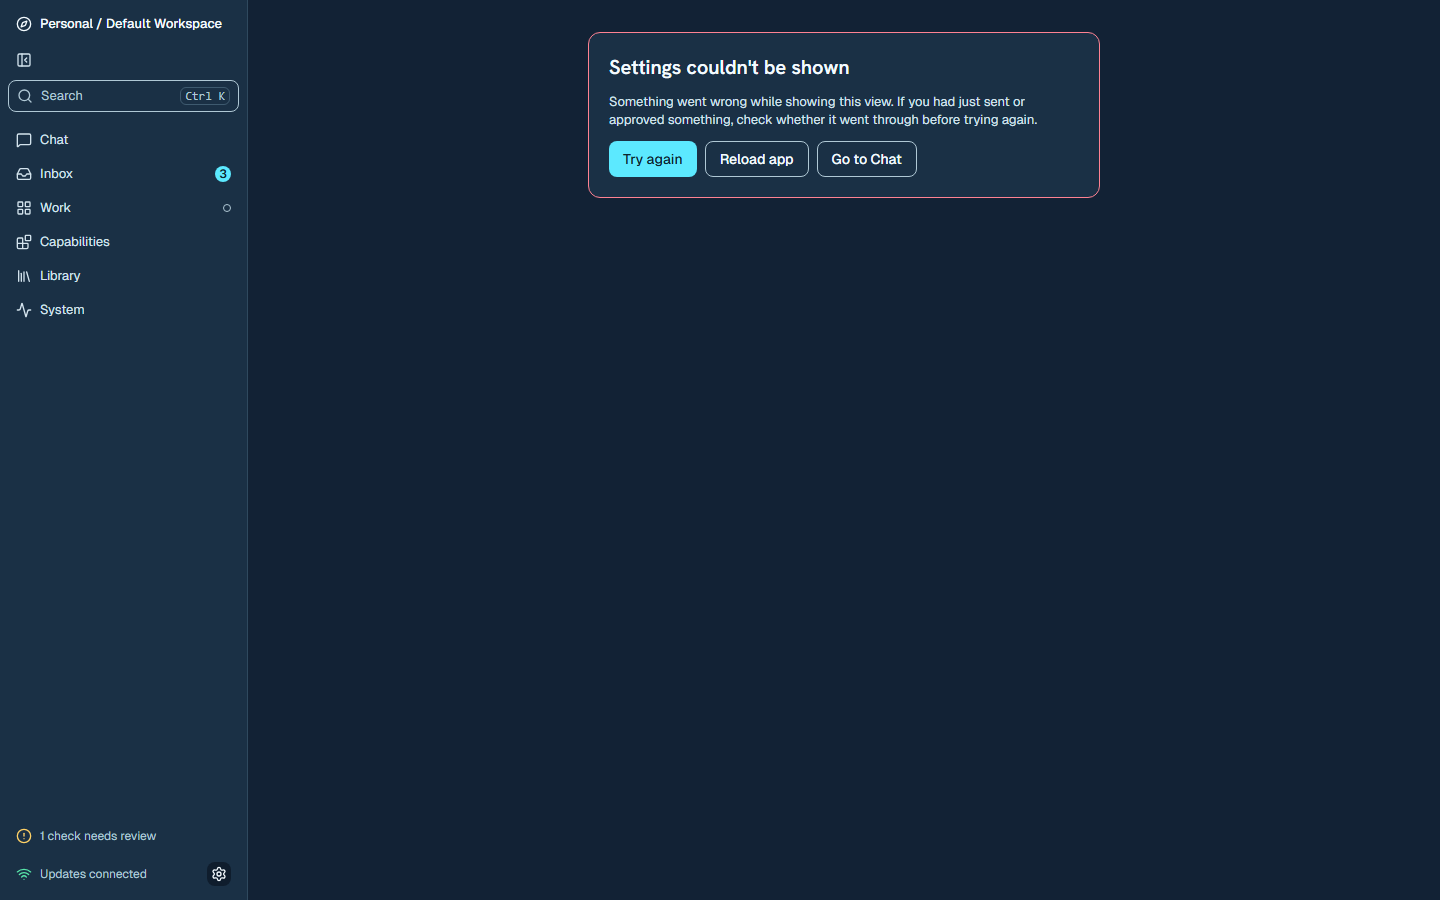 Personal / Default Workspace
Search Ctrl K
Chat
Inbox 3
Work
Capabilities
Library
System
1 check needs review
Updates connected
Settings couldn't be shown
Something went wrong while showing this view. If you had just sent or
approved something, check whether it went through before trying again.
Try again Reload app Go to Chat